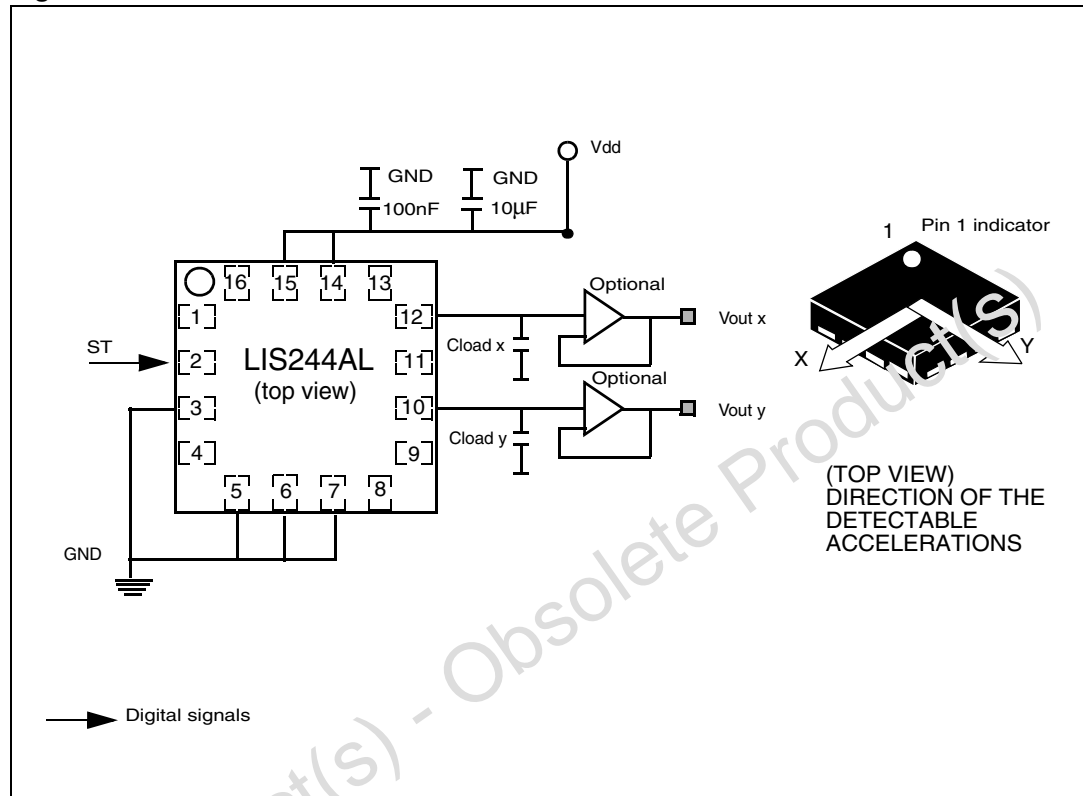 Vdd
GND
GND
100nF
10µF
1
Pin 1 indicator
16
15
14
13
Optional
1
12
Vout x
ST
Cload x
X
Y
2
LIS244AL
11
(top view)
Optional
3
10
Vout y
Cload y
4
9
5
6
7
8
(TOP VIEW)
DIRECTION OF THE
DETECTABLE
ACCELERATIONS
GND
Digital signals
ct(s) - Obsolete Product(s)